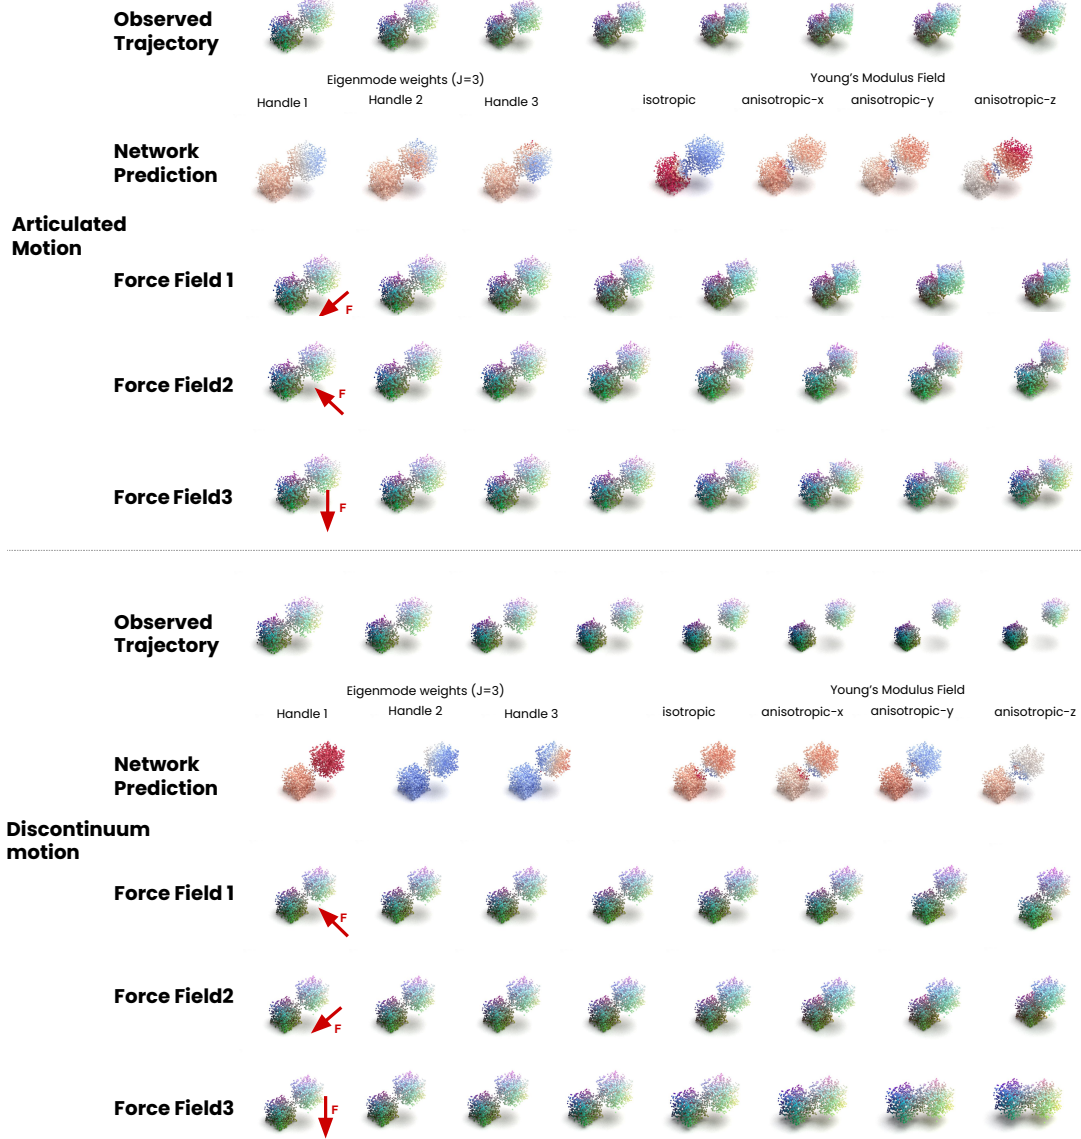 Observed
Trajectory
Eigenmode weights (J=3)
Young's Modulus Field
Handle 1
Handle 2
Handle 3
isotropic
anisotropic-x
anisotropic-y
anisotropic-z
Network
Prediction
Articulated
Motion
Force Field 1
F
Force Field2
F
Force Field3
F
Observed
Trajectory
Eigenmode weights (J=3)
Young's Modulus Field
Handle 1
Handle 2
Handle 3
isotropic
anisotropic-x
anisotropic-y
anisotropic-z
Network
Prediction
Discontinuum
motion
Force Field 1
F
Force Field2
F
Force Field3
F